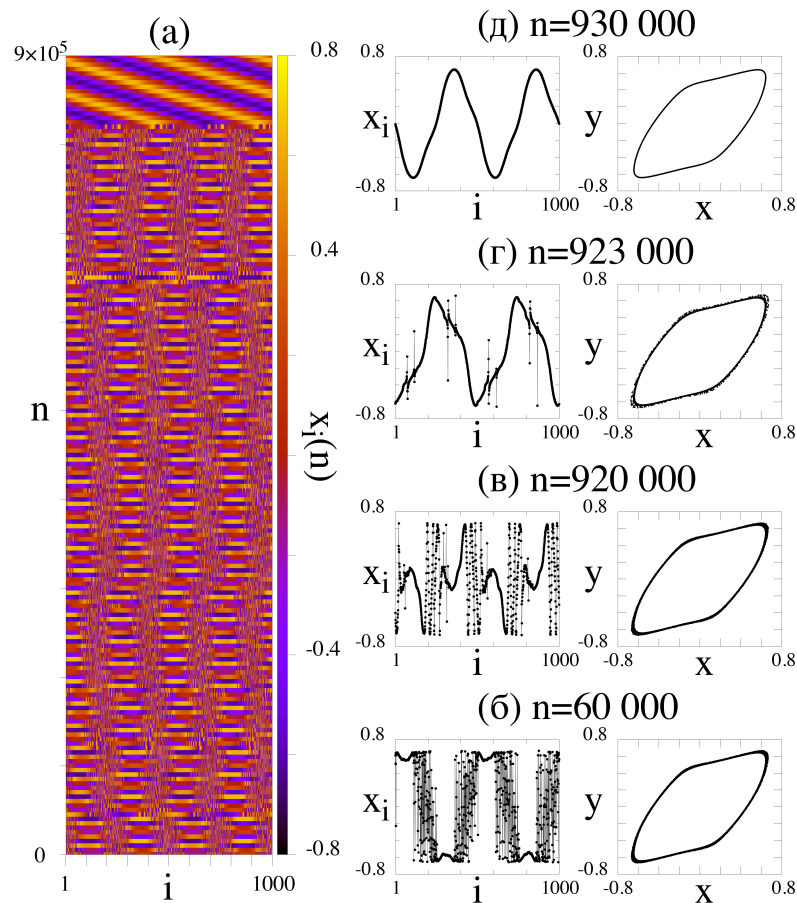 (а)
9×10⁵
n
0
1
i
1000
0.8
0.4
-0.4
-0.8
xᵢ(n)
(д) n=930 000
0.8
xᵢ
-0.8
1
i
1000
y
0.8
-0.8
-0.8
x
0.8
(г) n=923 000
0.8
xᵢ
-0.8
1
i
1000
y
0.8
-0.8
-0.8
x
0.8
(в) n=920 000
0.8
xᵢ
-0.8
1
i
1000
y
0.8
-0.8
-0.8
x
0.8
(б) n=60 000
0.8
xᵢ
-0.8
1
i
1000
y
0.8
-0.8
-0.8
x
0.8